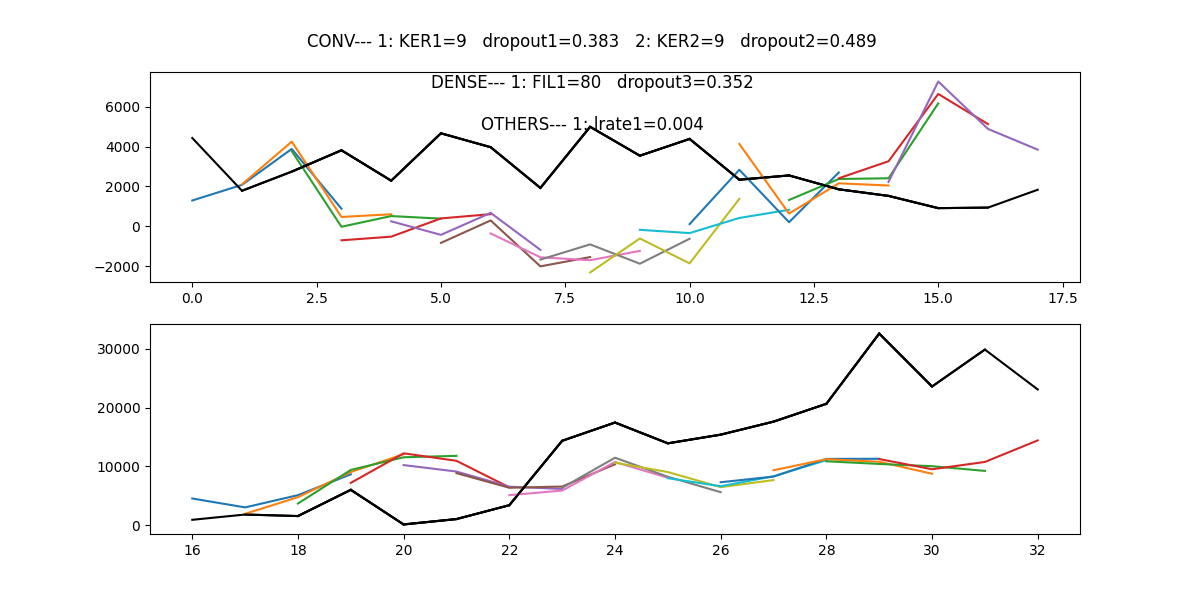 CONV--- 1: KER1=9   dropout1=0.383   2: KER2=9   dropout2=0.489
DENSE--- 1: FIL1=80   dropout3=0.352
OTHERS--- 1: lrate1=0.004
6000
4000
2000
0
−2000
0.0 2.5 5.0 7.5 10.0 12.5 15.0 17.5
30000
20000
10000
0
16 18 20 22 24 26 28 30 32